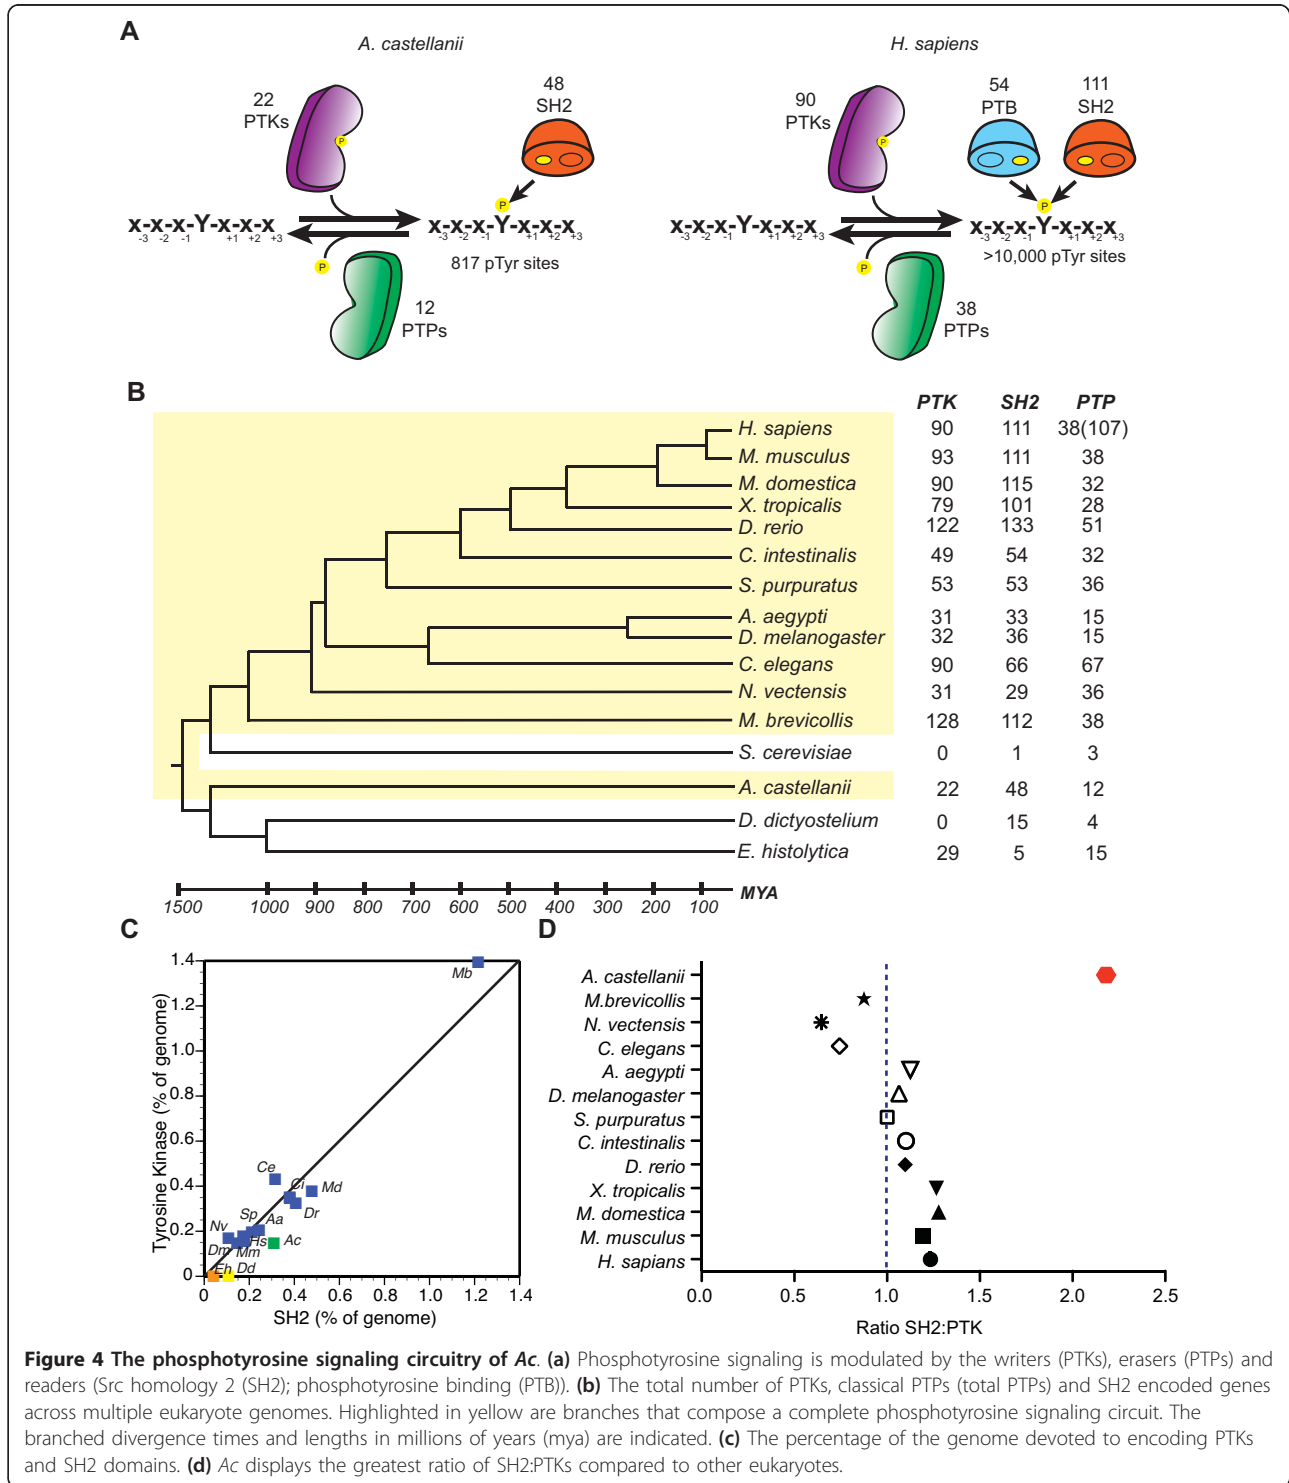 A
A. castellanii
H. sapiens
22
PTKs
48
SH2
90
PTKs
54
PTB
111
SH2
P
P
P
P
x-x-x-Y-x-x-x
-3 -2 -1 +1 +2 +3
x-x-x-Y-x-x-x
-3 -2 -1 +1 +2 +3
x-x-x-Y-x-x-x
-3 -2 -1 +1 +2 +3
x-x-x-Y-x-x-x
-3 -2 -1 +1 +2 +3
P
P
817 pTyr sites
>10,000 pTyr sites
12
PTPs
38
PTPs
B
PTK SH2 PTP
H. sapiens 90 111 38(107)
M. musculus 93 111 38
M. domestica 90 115 32
X. tropicalis 79 101 28
D. rerio 122 133 51
C. intestinalis 49 54 32
S. purpuratus 53 53 36
A. aegypti 31 33 15
D. melanogaster 32 36 15
C. elegans 90 66 67
N. vectensis 31 29 36
M. brevicollis 128 112 38
S. cerevisiae 0 1 3
A. castellanii 22 48 12
D. dictyostelium 0 15 4
E. histolytica 29 5 15
MYA
1500 1000 900 800 700 600 500 400 300 200 100
C
Tyrosine Kinase (% of genome)
1.4
1.2
1.0
0.8
0.6
0.4
0.2
0
Mb
Ce
Ci
Md
Dr
Sp
Aa
Nv
Hs
Ac
Dm
Mm
Eh
Dd
0 0.2 0.4 0.6 0.8 1.0 1.2 1.4
SH2 (% of genome)
D
A. castellanii
M.brevicollis
N. vectensis
C. elegans
A. aegypti
D. melanogaster
S. purpuratus
C. intestinalis
D. rerio
X. tropicalis
M. domestica
M. musculus
H. sapians
0.0 0.5 1.0 1.5 2.0 2.5
Ratio SH2:PTK
Figure 4 The phosphotyrosine signaling circuitry of Ac. (a) Phosphotyrosine signaling is modulated by the writers (PTKs), erasers (PTPs) and
readers (Src homology 2 (SH2); phosphotyrosine binding (PTB)). (b) The total number of PTKs, classical PTPs (total PTPs) and SH2 encoded genes
across multiple eukaryote genomes. Highlighted in yellow are branches that compose a complete phosphotyrosine signaling circuit. The
branched divergence times and lengths in millions of years (mya) are indicated. (c) The percentage of the genome devoted to encoding PTKs
and SH2 domains. (d) Ac displays the greatest ratio of SH2:PTKs compared to other eukaryotes.